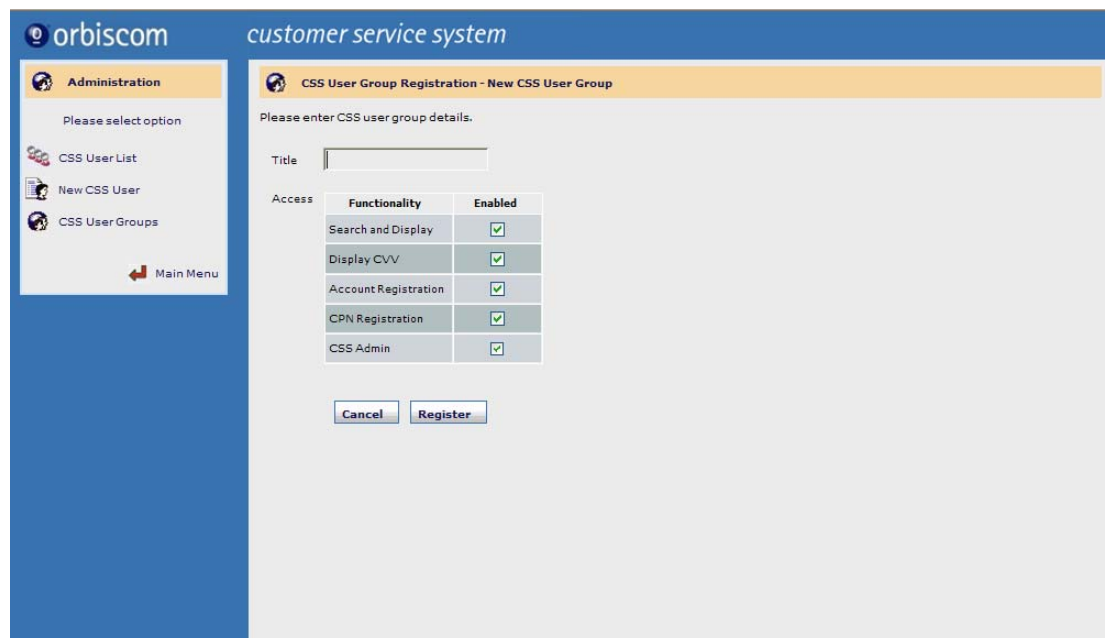 orbiscom
customer service system
Administration
Please select option
CSS User List
New CSS User
CSS User Groups
Main Menu
CSS User Group Registration - New CSS User Group
Please enter CSS user group details.
Title
Access
Functionality Enabled
Search and Display
Display CVV
Account Registration
CPN Registration
CSS Admin
Cancel Register